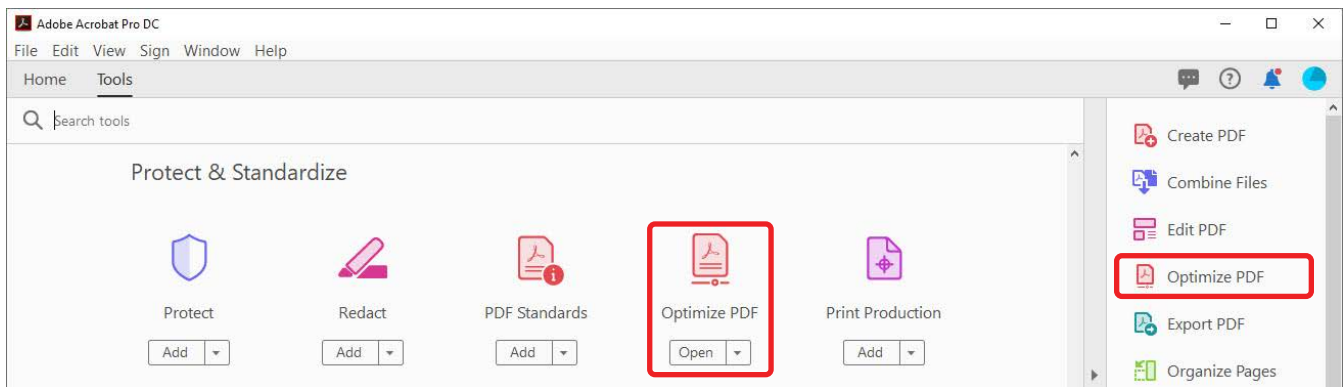 Adobe Acrobat Pro DC
File Edit View Sign Window Help
Home Tools
Search tools
Protect & Standardize
Protect Redact PDF Standards Optimize PDF Print Production
Add Add Add Open Add
Create PDF
Combine Files
Edit PDF
Optimize PDF
Export PDF
Organize Pages